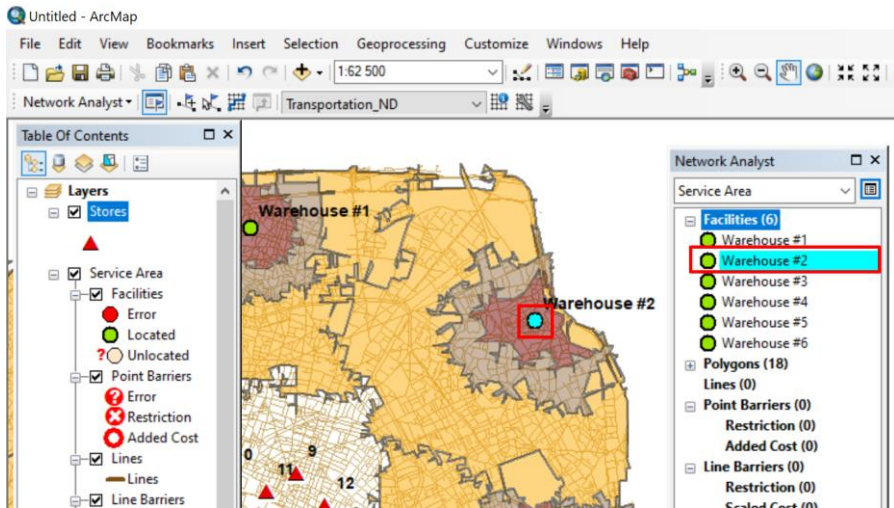 Untitled - ArcMap
File Edit View Bookmarks Insert Selection Geoprocessing Customize Windows Help
1:62 500
Network Analyst Transportation_ND
Table Of Contents
Layers
Stores
Service Area
Facilities
Error
Located
? Unlocated
Point Barriers
? Error
Restriction
Added Cost
Lines
Lines
Line Barriers
Warehouse #1
Warehouse #2
0
9
11
12
Network Analyst
Service Area
Facilities (6)
Warehouse #1
Warehouse #2
Warehouse #3
Warehouse #4
Warehouse #5
Warehouse #6
Polygons (18)
Lines (0)
Point Barriers (0)
Restriction (0)
Added Cost (0)
Line Barriers (0)
Restriction (0)
Scaled Cost (0)